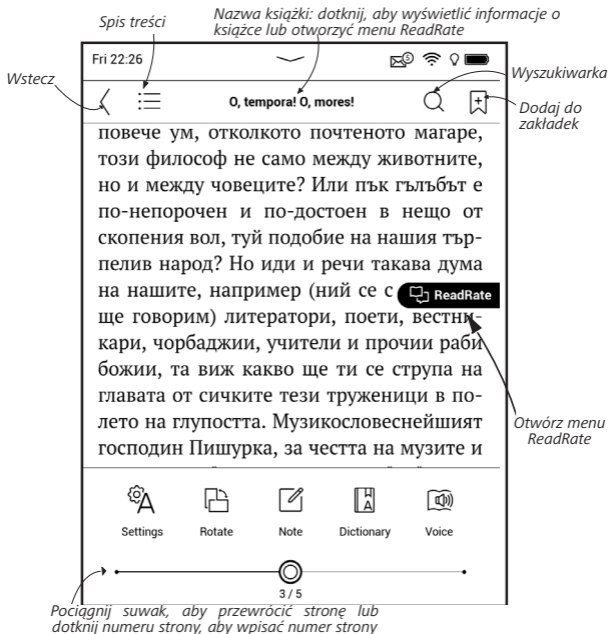 Nazwa książki: dotknij, aby wyświetlić informacje o
książce lub otworzyć menu ReadRate
Spis treści
Wstecz
Wyszukiwarka
Dodaj do
zakładek
Fri 22:26
O, tempora! O, mores!
повече ум, отколкото почтеното магаре,
този философ не само между животните,
но и между човеците? Или пък гълъбът е
по-непорочен и по-достоен в нещо от
скопения вол, туй подобие на нашия тър-
пелив народ? Но иди и речи такава дума
на нашите, например (ний се с
ReadRate
ще говорим) литератори, поети, вестни-
кари, чорбаджии, учители и прочии раби
божии, та виж какво ще ти се струпа на
главата от сичките тези труженици в по-
лето на глупостта. Музикословеснейшият
господин Пишурка, за честта на музите и
Otwórz menu
ReadRate
Settings Rotate Note Dictionary Voice
3 / 5
Pociągnij suwak, aby przewrócić stronę lub
dotknij numeru strony, aby wpisać numer strony